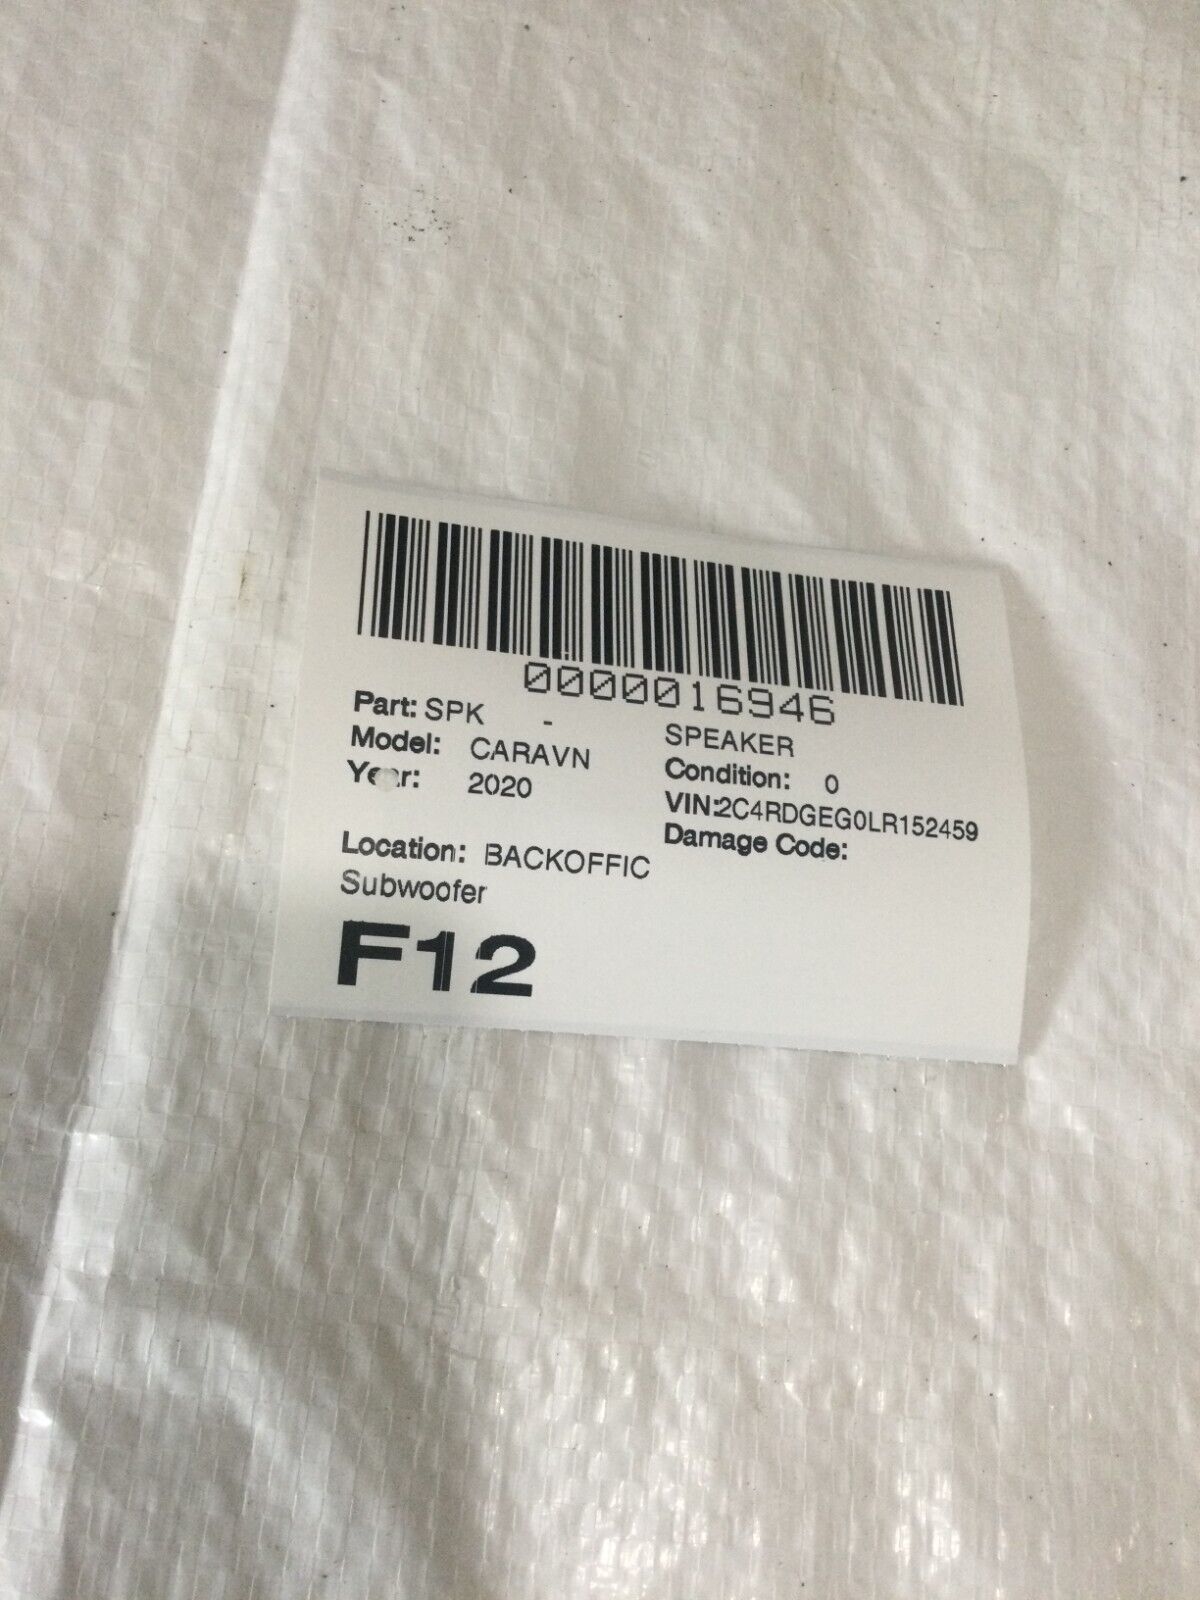 0000016946
Part: SPK - SPEAKER
Model: CARAVN Condition: 0
Year: 2020 VIN:2C4RDGEG0LR152459
Damage Code:
Location: BACKOFFIC
Subwoofer
F12